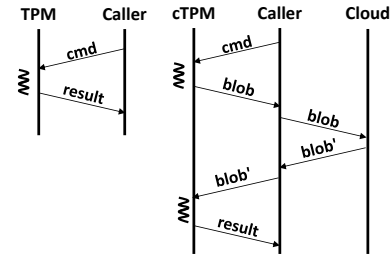 TPM Caller cTPM Caller Cloud
cmd
result
cmd
blob
blob
blob'
blob'
result